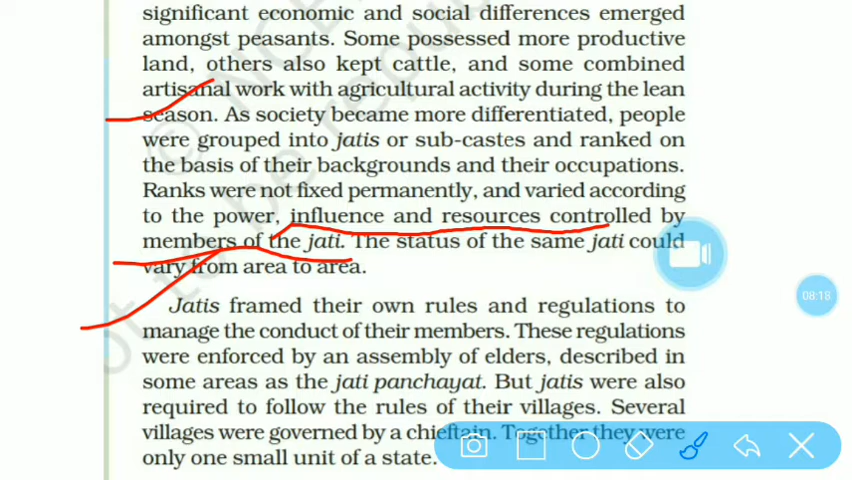 significant economic and social differences emerged
amongst peasants. Some possessed more productive
land, others also kept cattle, and some combined
artisanal work with agricultural activity during the lean
season. As society became more differentiated, people
were grouped into jatis or sub-castes and ranked on
the basis of their backgrounds and their occupations.
Ranks were not fixed permanently, and varied according
to the power, influence and resources controlled by
members of the jati. The status of the same jati could
vary from area to area.
08:18
Jatis framed their own rules and regulations to
manage the conduct of their members. These regulations
were enforced by an assembly of elders, described in
some areas as the jati panchayat. But jatis were also
required to follow the rules of their villages. Several
villages were governed by a chieftain. Together they were
only one small unit of a state.